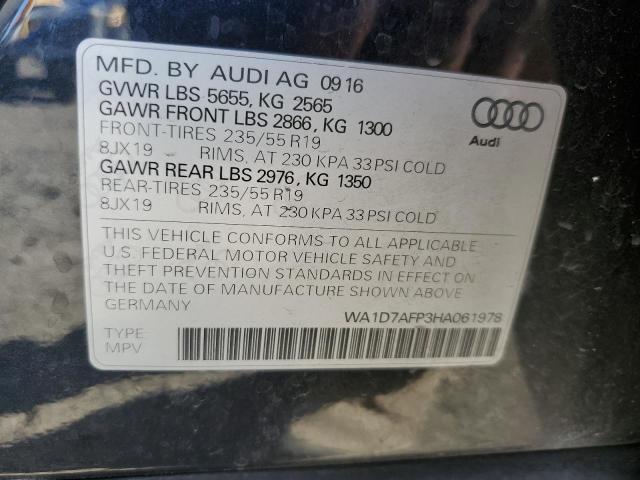 MFD. BY AUDI AG 0916
GVWR LBS 5655, KG 2565
GAWR FRONT LBS 2866, KG 1300
FRONT-TIRES 235/55 R19
8JX19 RIMS, AT 230 KPA 33 PSI COLD
GAWR REAR LBS 2976, KG 1350
REAR-TIRES 235/55 R19
8JX19 RIMS, AT 230 KPA 33 PSI COLD
Audi
THIS VEHICLE CONFORMS TO ALL APPLICABLE
U.S. FEDERAL MOTOR VEHICLE SAFETY AND
THEFT PREVENTION STANDARDS IN EFFECT ON
THE DATE OF MANUFACTURE SHOWN ABOVE
GERMANY
WA1D7AFP3HA061978
TYPE
MPV